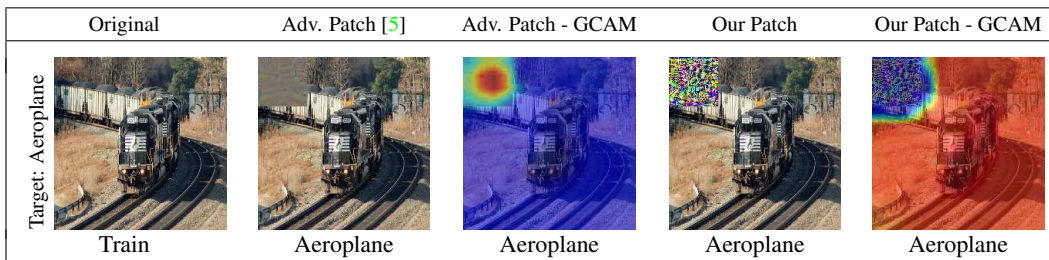 Original Adv. Patch [5] Adv. Patch - GCAM Our Patch Our Patch - GCAM
Target: Aeroplane
Train Aeroplane Aeroplane Aeroplane Aeroplane